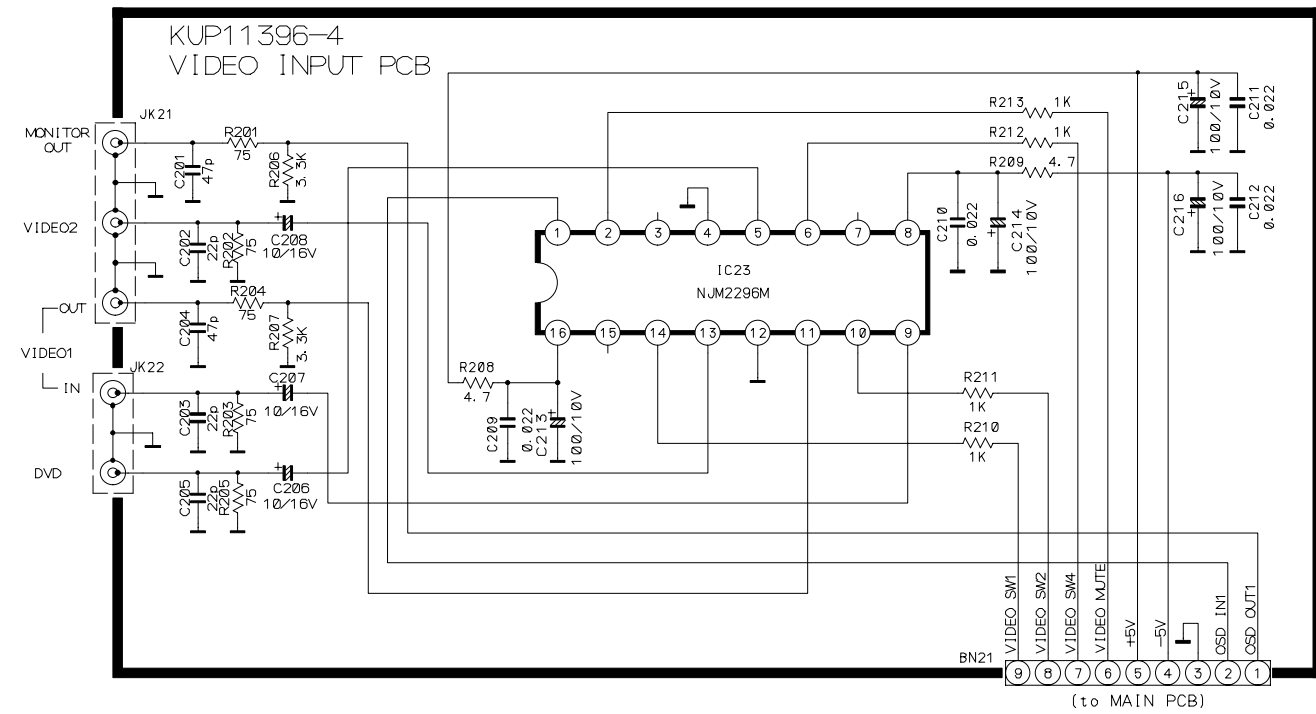 KUP11396-4
VIDEO INPUT PCB
JK21
MONITOR
OUT
R201
75
C201
47p
R206
3.3K
VIDEO2
C202
22p
R202
75
C208
10/16V
OUT
R204
75
C204
47p
R207
3.3K
VIDEO1
JK22
IN
C207
10/16V
C203
22p
R203
75
DVD
C206
10/16V
C205
22p
R205
75
R213 1K
R212 1K
R209 4.7
C215
100/10V
C211
0.022
C210
0.022
C214
100/10V
C216
100/10V
C212
0.022
1 2 3 4 5 6 7 8
IC23
NJM2296M
16 15 14 13 12 11 10 9
R208
4.7
C209
0.022
C213
100/10V
R211
1K
R210
1K
VIDEO SW1
VIDEO SW2
VIDEO SW4
VIDEO MUTE
+5V
-5V
OSD IN1
OSD OUT1
BN21
9 8 7 6 5 4 3 2 1
(to MAIN PCB)